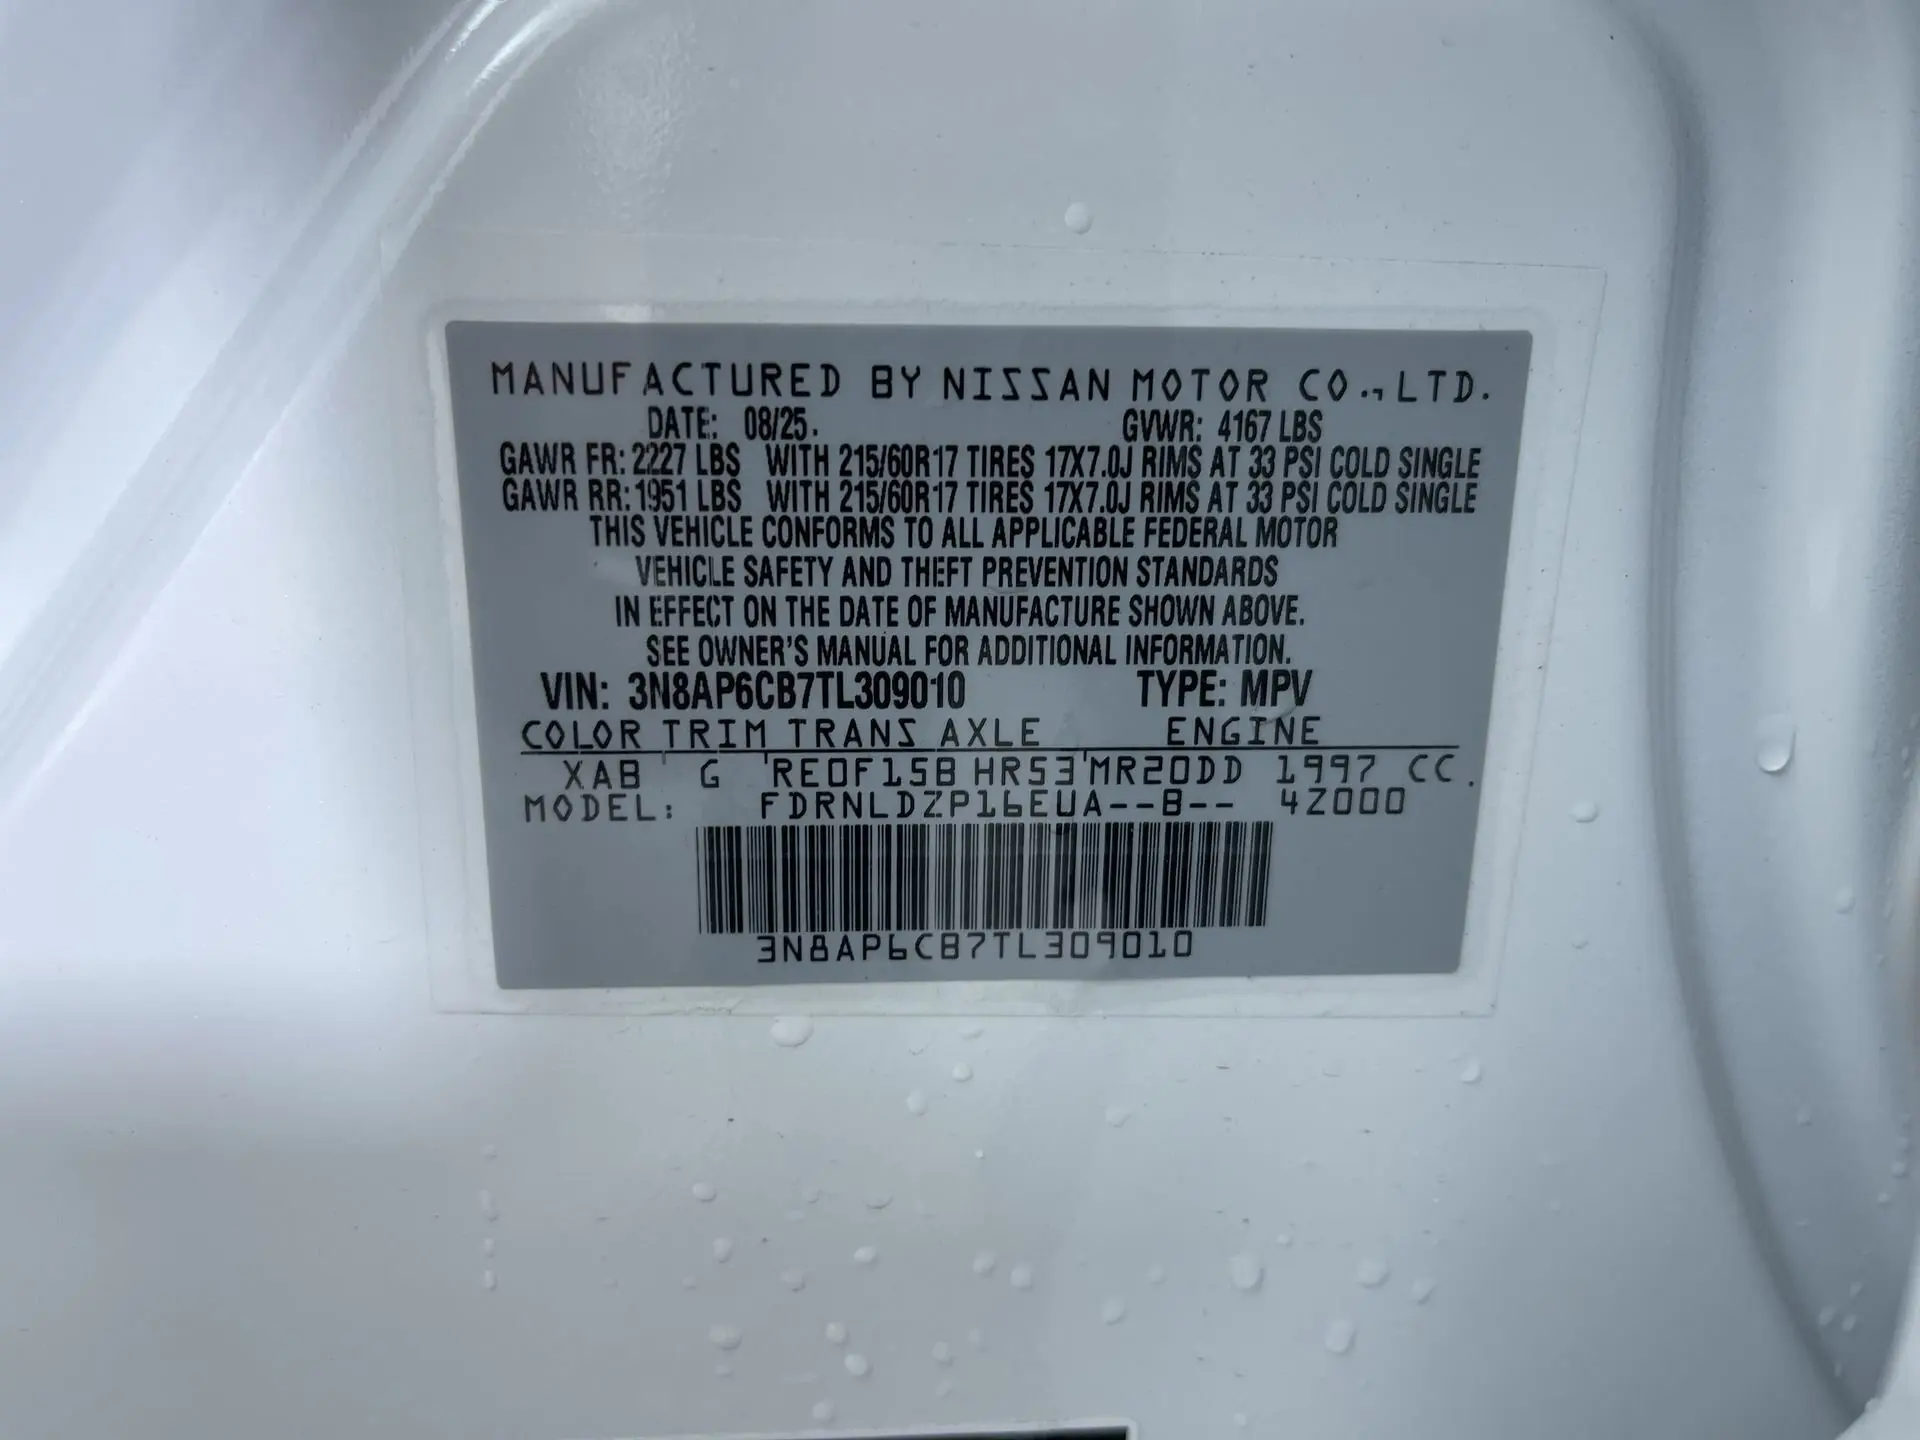 MANUFACTURED BY NISSAN MOTOR CO., LTD.
DATE: 08/25. GVWR: 4167 LBS
GAWR FR: 2227 LBS WITH 215/60R17 TIRES 17X7.0J RIMS AT 33 PSI COLD SINGLE
GAWR RR: 1951 LBS WITH 215/60R17 TIRES 17X7.0J RIMS AT 33 PSI COLD SINGLE
THIS VEHICLE CONFORMS TO ALL APPLICABLE FEDERAL MOTOR
VEHICLE SAFETY AND THEFT PREVENTION STANDARDS
IN EFFECT ON THE DATE OF MANUFACTURE SHOWN ABOVE.
SEE OWNER'S MANUAL FOR ADDITIONAL INFORMATION.
VIN: 3N8AP6CB7TL309010 TYPE: MPV
COLOR TRIM TRANS AXLE ENGINE
XAB G RE0F15B HR53 MR20DD 1997 CC.
MODEL: FDRNLDZP16EUA--B-- 4Z000
3N8AP6CB7TL309010